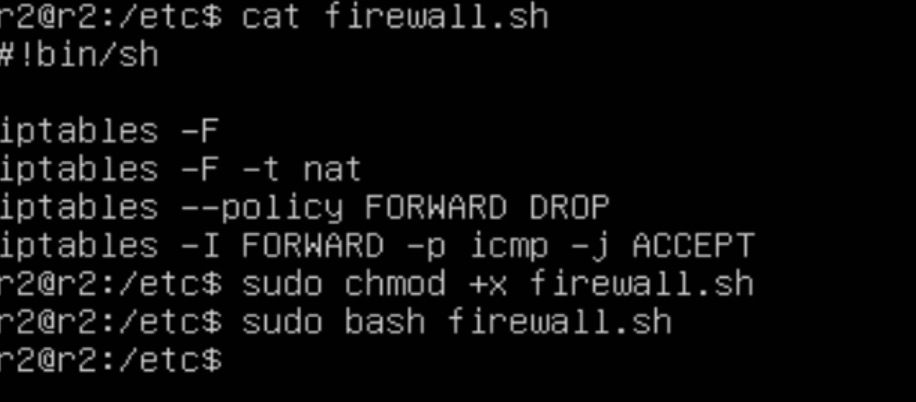 r2@r2:/etc$ cat firewall.sh
#!bin/sh
iptables -F
iptables -F -t nat
iptables --policy FORWARD DROP
iptables -I FORWARD -p icmp -j ACCEPT
r2@r2:/etc$ sudo chmod +x firewall.sh
r2@r2:/etc$ sudo bash firewall.sh
r2@r2:/etc$